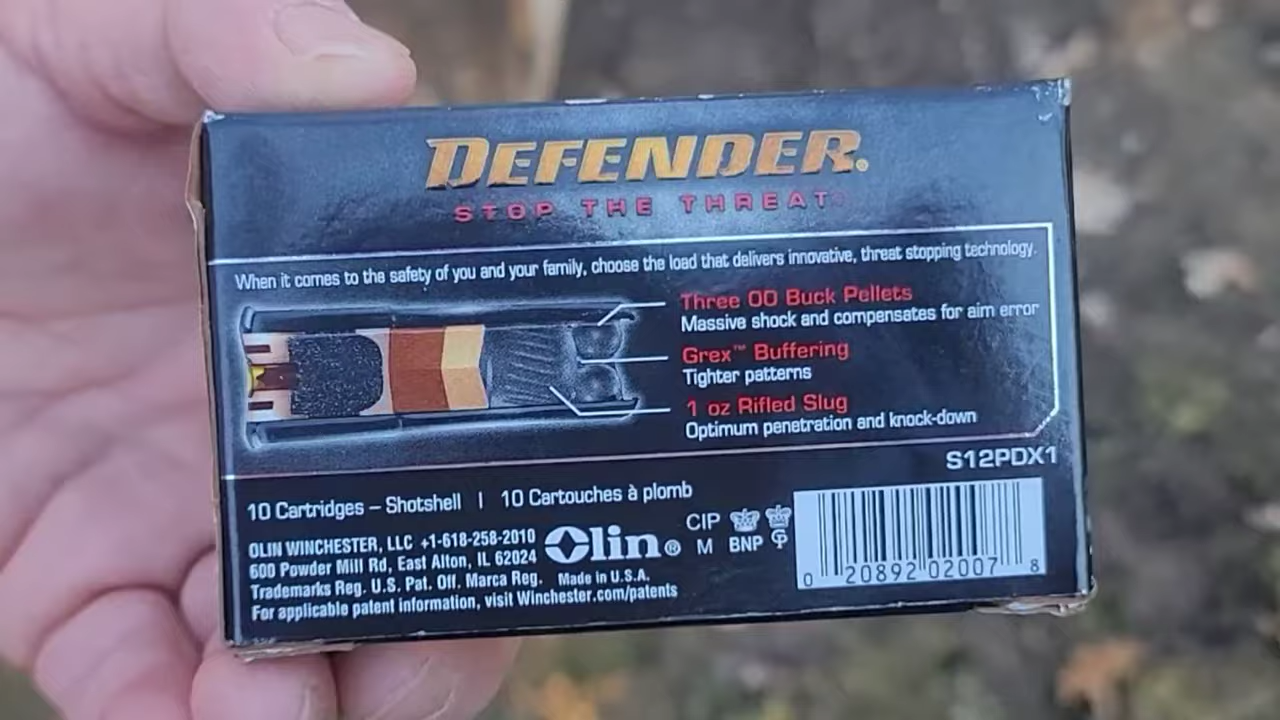 DEFENDER®
STOP THE THREAT
When it comes to the safety of you and your family, choose the load that delivers innovative, threat stopping technology.
Three 00 Buck Pellets
Massive shock and compensates for aim error
Grex™ Buffering
Tighter patterns
1 oz Rifled Slug
Optimum penetration and knock-down
S12PDX1
10 Cartridges – Shotshell | 10 Cartouches à plomb
OLIN WINCHESTER, LLC +1-618-258-2010
600 Powder Mill Rd, East Alton, IL 62024
Trademarks Reg. U.S. Pat. Off. Marca Reg. Made in U.S.A.
For applicable patent information, visit Winchester.com/patents
Olin®
CIP
M BNP GP
0 20892 02007 8